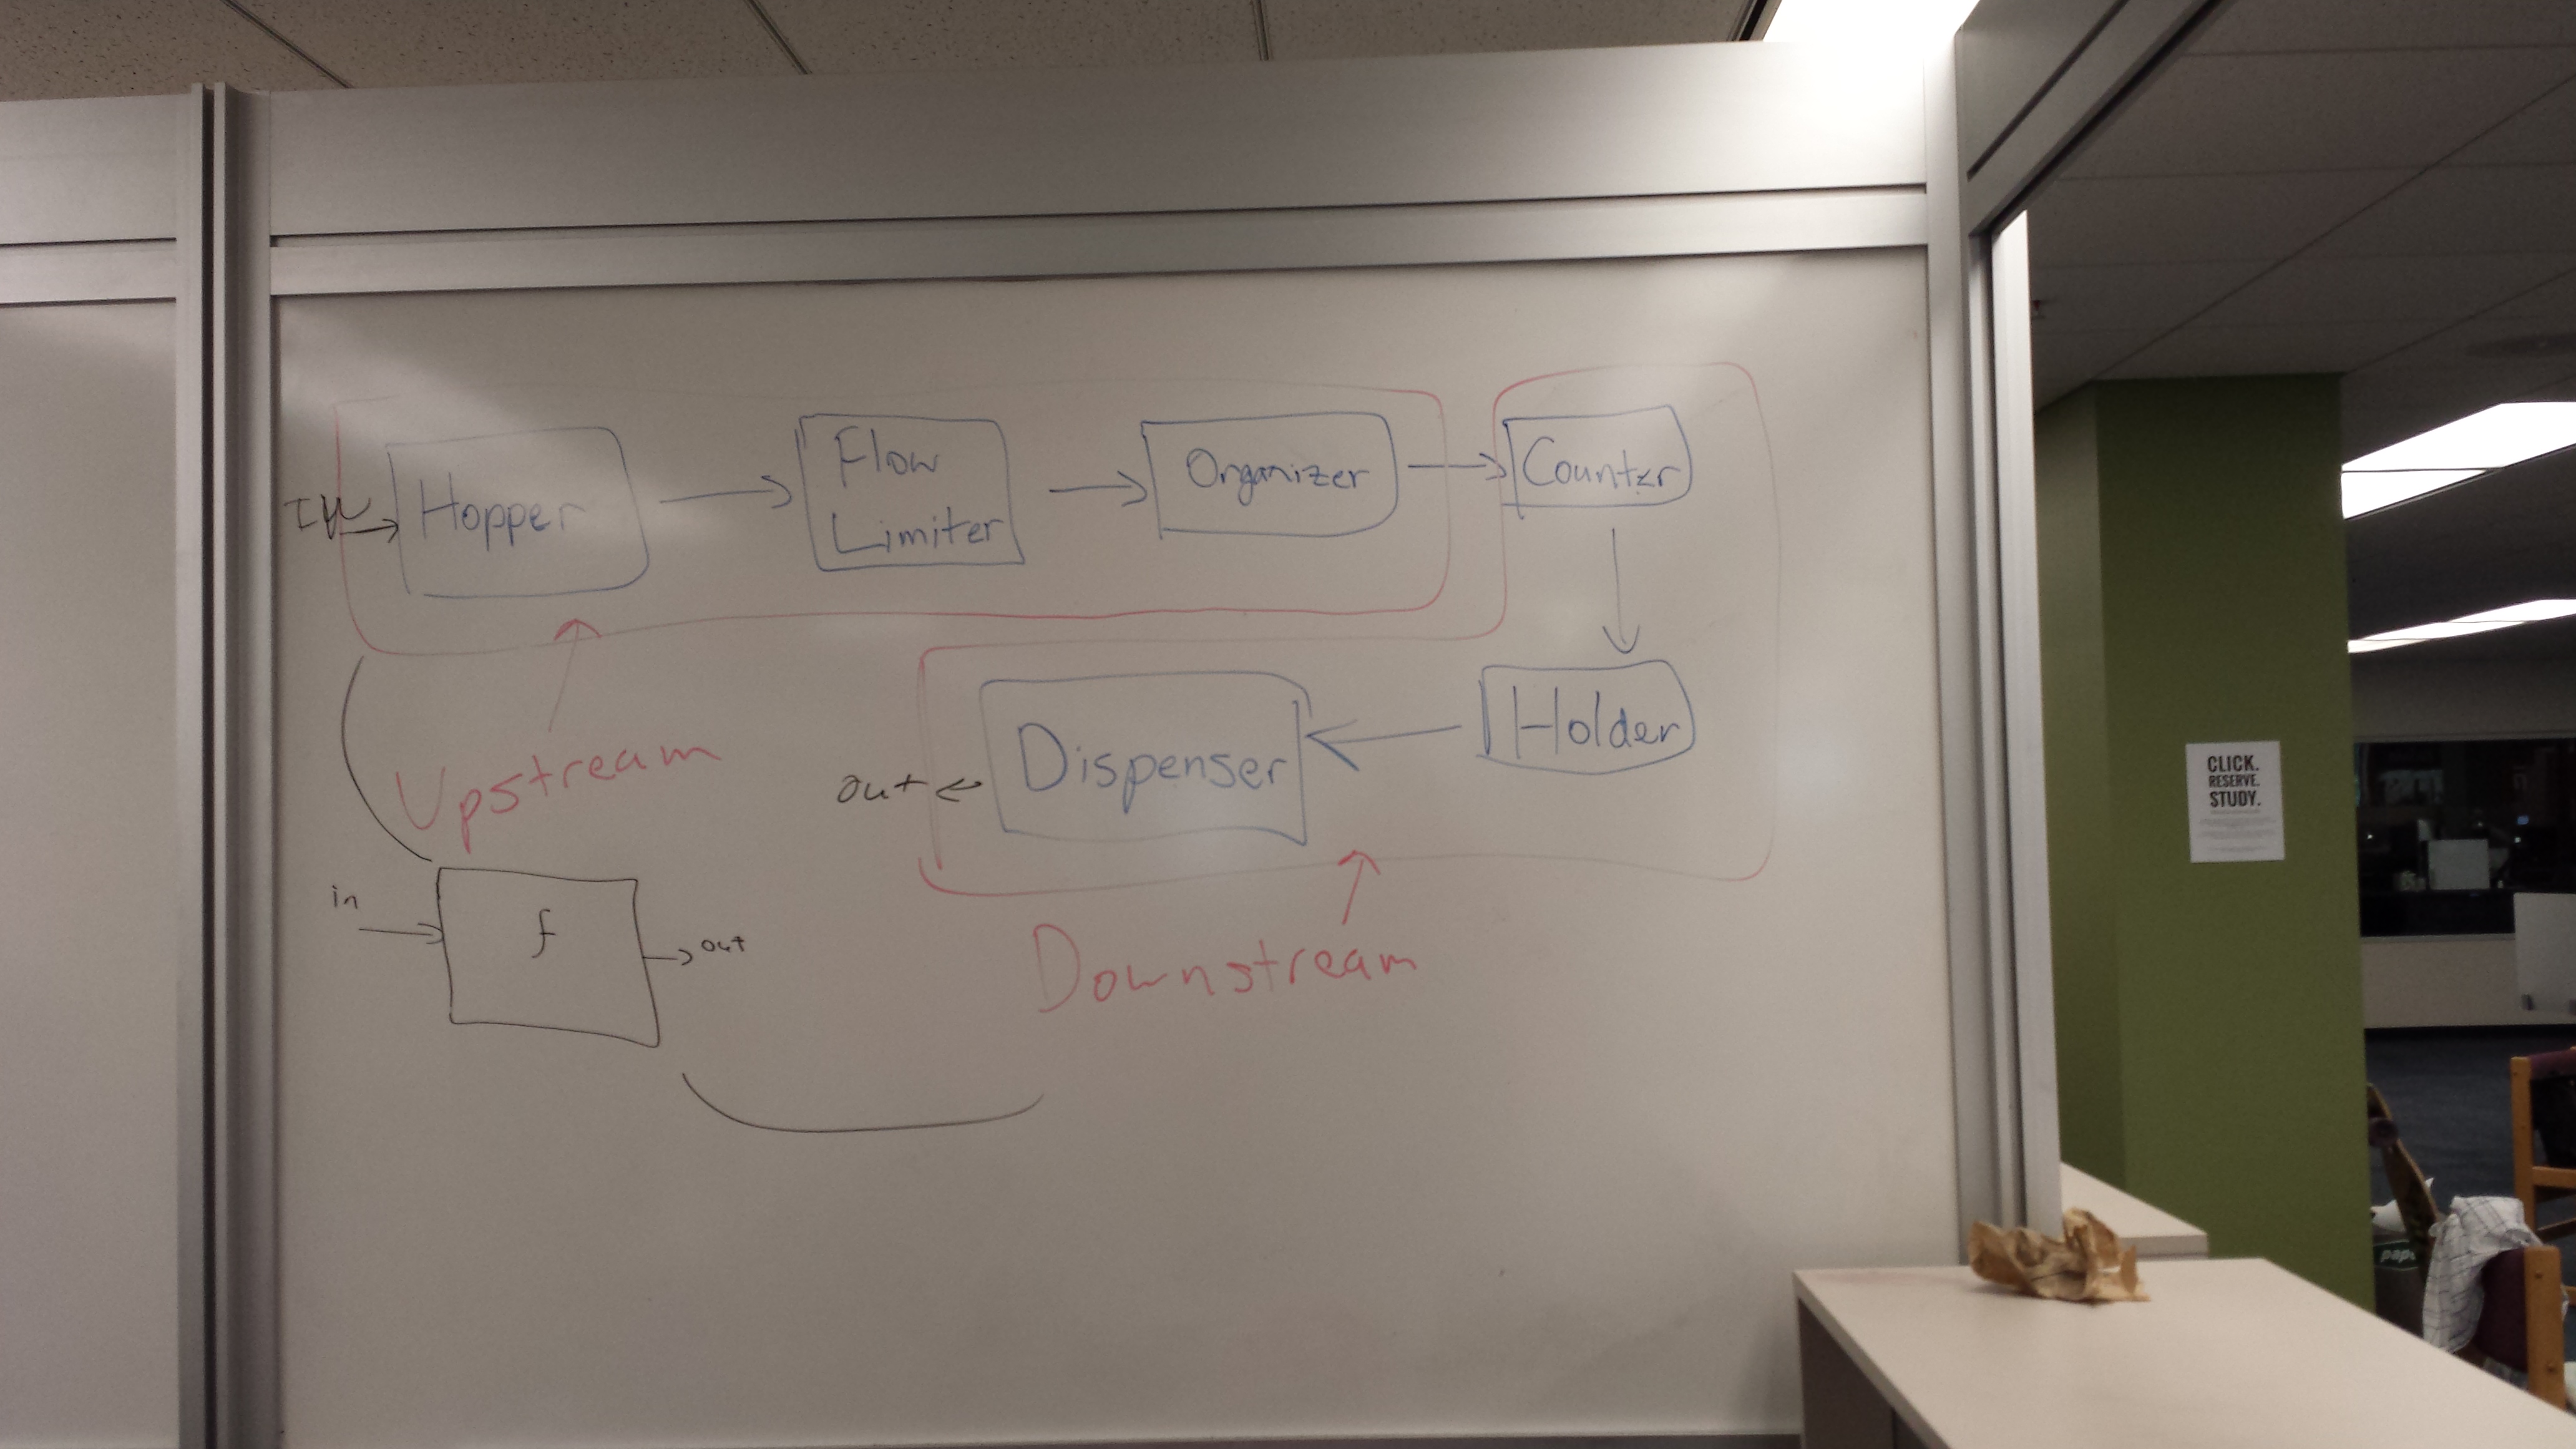 IN
Hopper
Flow
Limiter
Organizer
Counter
Holder
Dispenser
out
Upstream
in
f
out
Downstream
CLICK.
RESERVE.
STUDY.